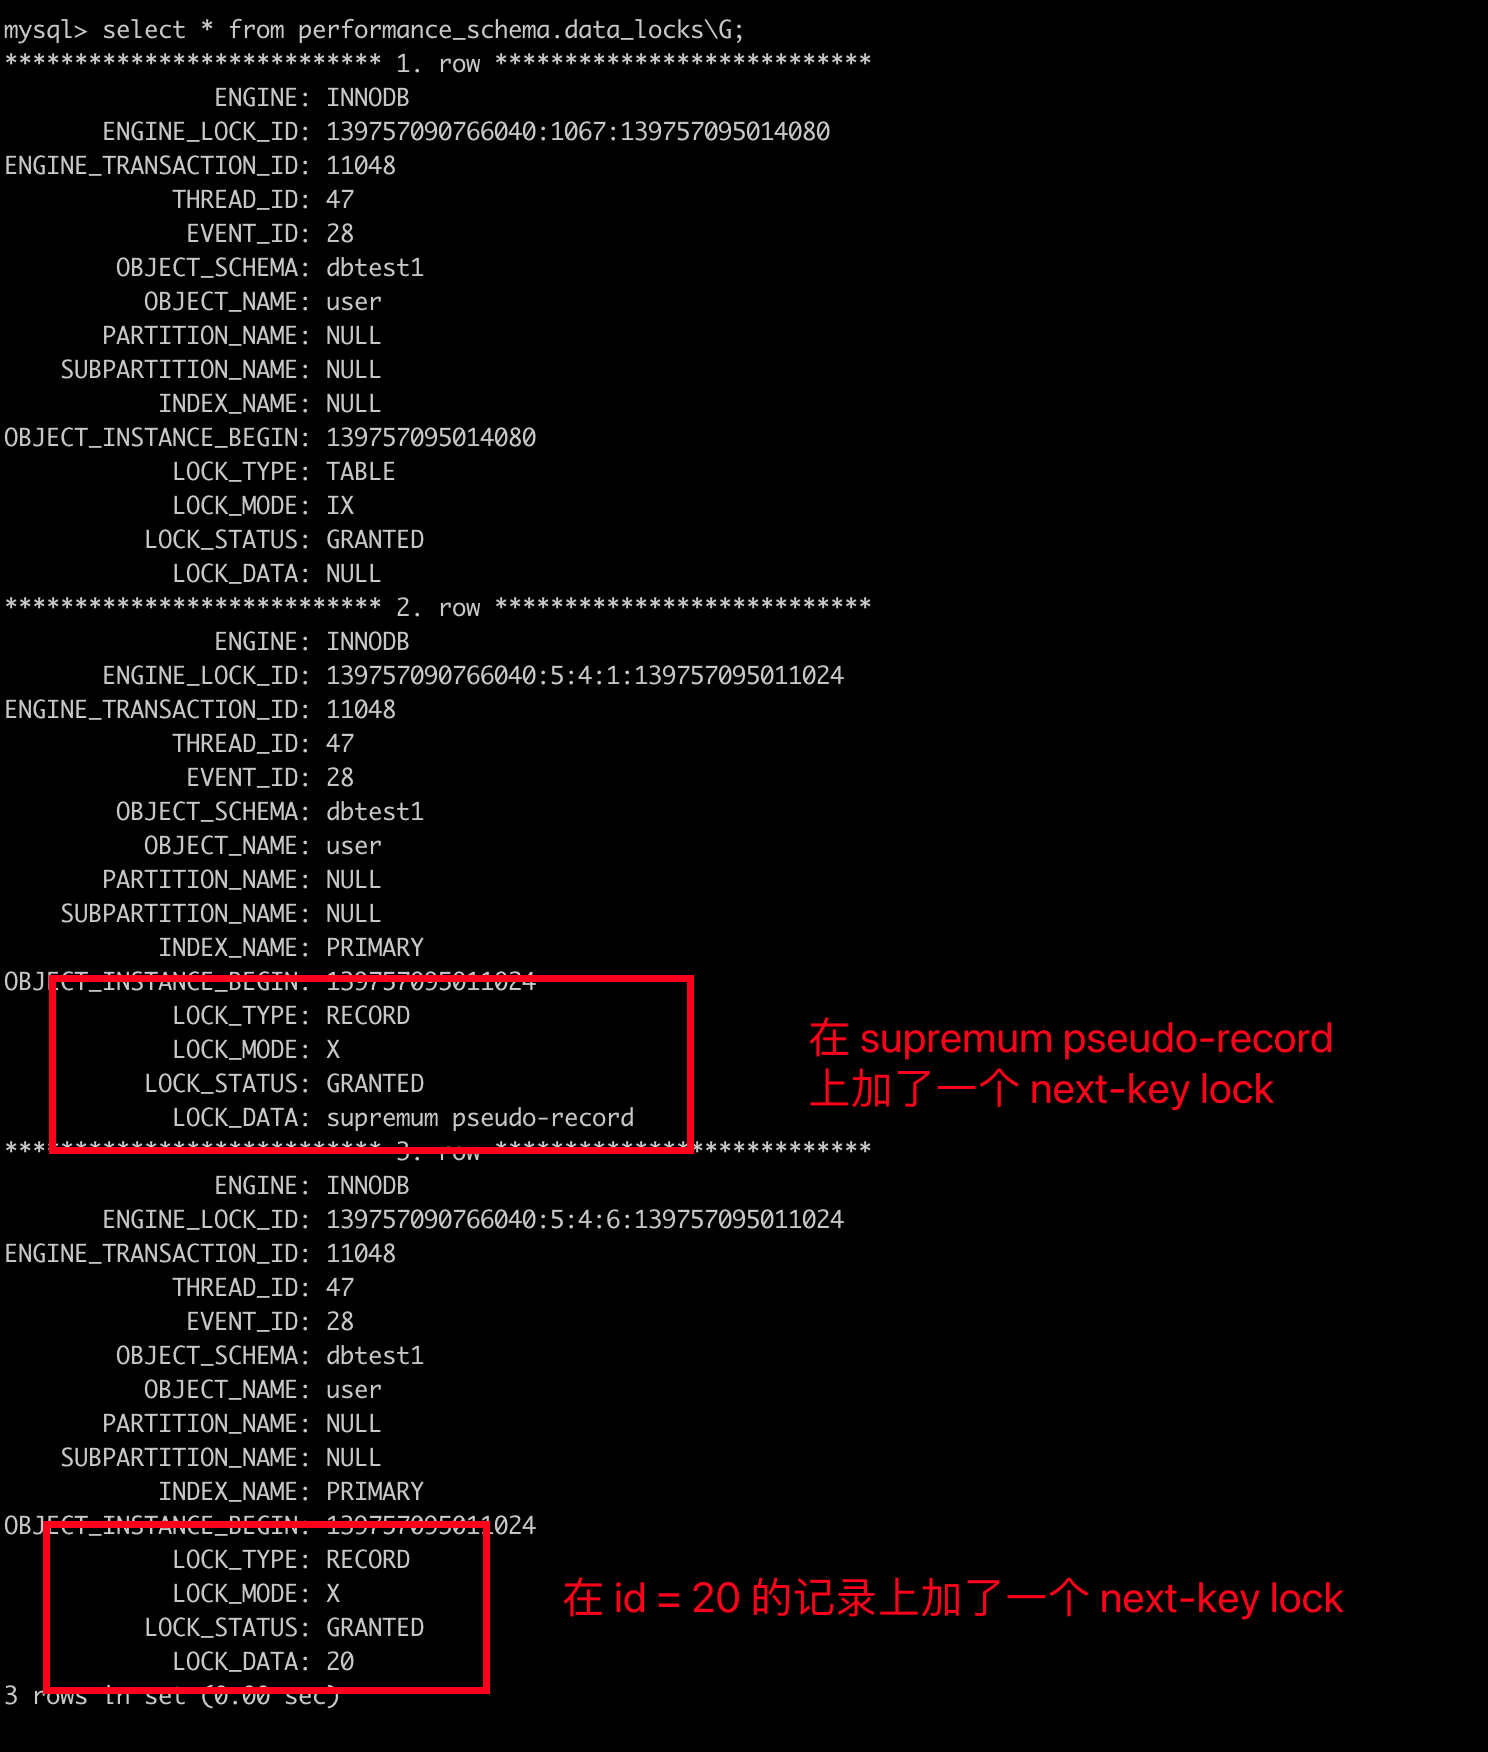 mysql> select * from performance_schema.data_locks\G;
*************************** 1. row ***************************
ENGINE: INNODB
ENGINE_LOCK_ID: 139757090766040:1067:139757095014080
ENGINE_TRANSACTION_ID: 11048
THREAD_ID: 47
EVENT_ID: 28
OBJECT_SCHEMA: dbtest1
OBJECT_NAME: user
PARTITION_NAME: NULL
SUBPARTITION_NAME: NULL
INDEX_NAME: NULL
OBJECT_INSTANCE_BEGIN: 139757095014080
LOCK_TYPE: TABLE
LOCK_MODE: IX
LOCK_STATUS: GRANTED
LOCK_DATA: NULL
*************************** 2. row ***************************
ENGINE: INNODB
ENGINE_LOCK_ID: 139757090766040:5:4:1:139757095011024
ENGINE_TRANSACTION_ID: 11048
THREAD_ID: 47
EVENT_ID: 28
OBJECT_SCHEMA: dbtest1
OBJECT_NAME: user
PARTITION_NAME: NULL
SUBPARTITION_NAME: NULL
INDEX_NAME: PRIMARY
OBJECT_INSTANCE_BEGIN: 139757095011024
LOCK_TYPE: RECORD
LOCK_MODE: X
LOCK_STATUS: GRANTED
LOCK_DATA: supremum pseudo-record
在 supremum pseudo-record
上加了一个 next-key lock
*************************** 3. row ***************************
ENGINE: INNODB
ENGINE_LOCK_ID: 139757090766040:5:4:6:139757095011024
ENGINE_TRANSACTION_ID: 11048
THREAD_ID: 47
EVENT_ID: 28
OBJECT_SCHEMA: dbtest1
OBJECT_NAME: user
PARTITION_NAME: NULL
SUBPARTITION_NAME: NULL
INDEX_NAME: PRIMARY
OBJECT_INSTANCE_BEGIN: 139757095011024
LOCK_TYPE: RECORD
LOCK_MODE: X
LOCK_STATUS: GRANTED
LOCK_DATA: 20
在 id = 20 的记录上加了一个 next-key lock
3 rows in set (0.00 sec)